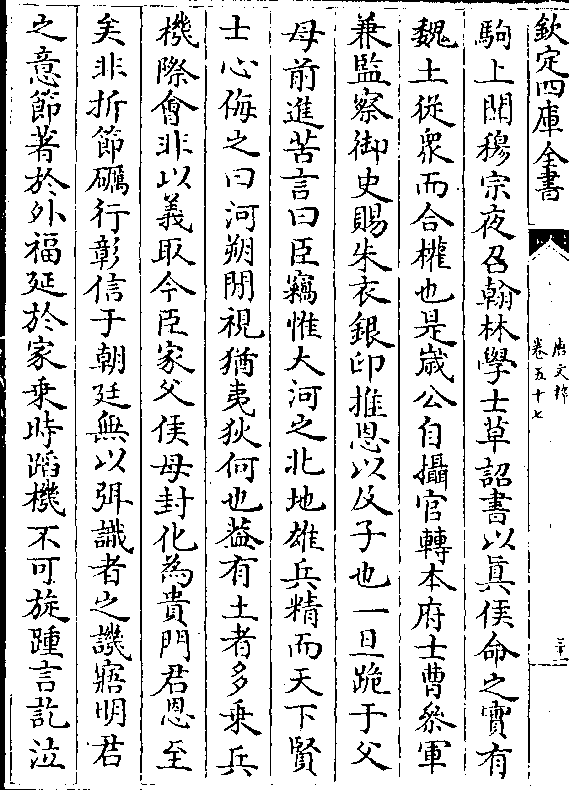 欽定四庫全書
唐文粹
卷五十七
駒上聞穆宗夜召翰林學士草詔書以真侯命之實有
魏土從衆而合權也是歲公自攝官轉本府士曹叅軍
兼監察御史賜朱衣銀印推恩以及子也一旦跪于父
母前進苦言曰臣竊惟大河之北地雄兵精而天下賢
士心侮之曰河朔閒視猶夷狄何也葢有土者多乗兵
機際會非以義取今臣家父侯母封化為貴門君恩至
矣非折節礪行彰信于朝廷無以弭識者之譏寤明君
之意節著於外福延於家乗時蹈機不可旋踵言訖泣